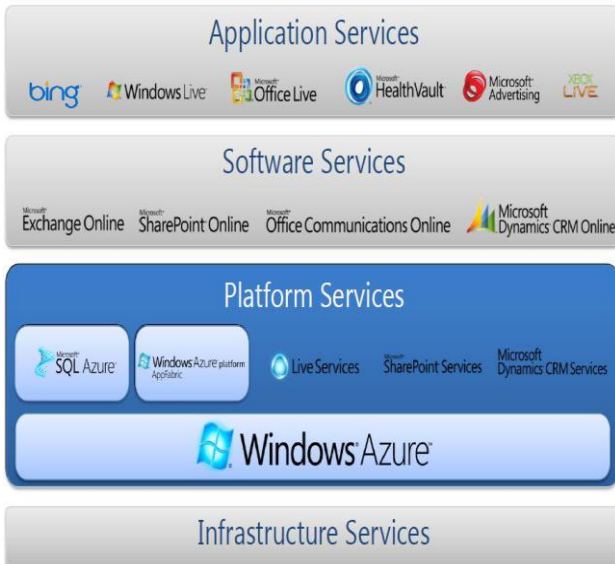 Application Services
bing Windows Live Microsoft Office Live Microsoft HealthVault Microsoft Advertising XBOX LIVE
Software Services
Microsoft Exchange Online Microsoft SharePoint Online Microsoft Office Communications Online Microsoft Dynamics CRM Online
Platform Services
Microsoft SQL Azure Windows Azure platform AppFabric Live Services Microsoft SharePoint Services Microsoft Dynamics CRM Services
Windows Azure
Infrastructure Services